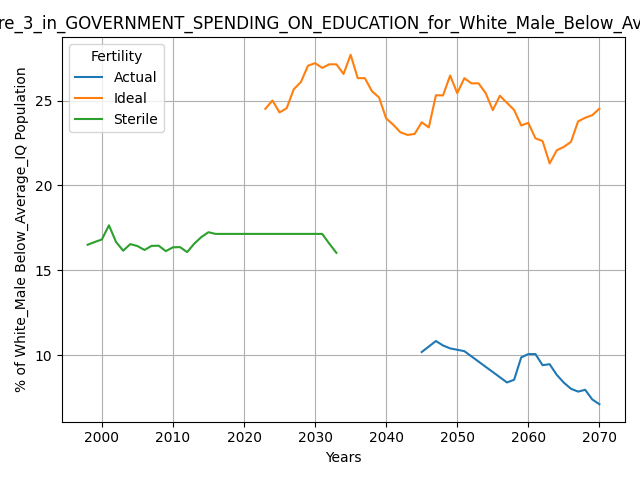 re_3_in_GOVERNMENT_SPENDING_ON_EDUCATION_for_White_Male_Below_Av
Fertility
Actual
Ideal
Sterile
% of White_Male Below_Average_IQ Population
25
20
15
10
2000 2010 2020 2030 2040 2050 2060 2070
Years